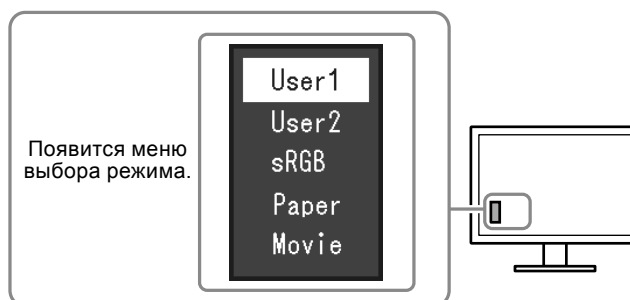 Появится меню
выбора режима.
User1
User2
sRGB
Paper
Movie